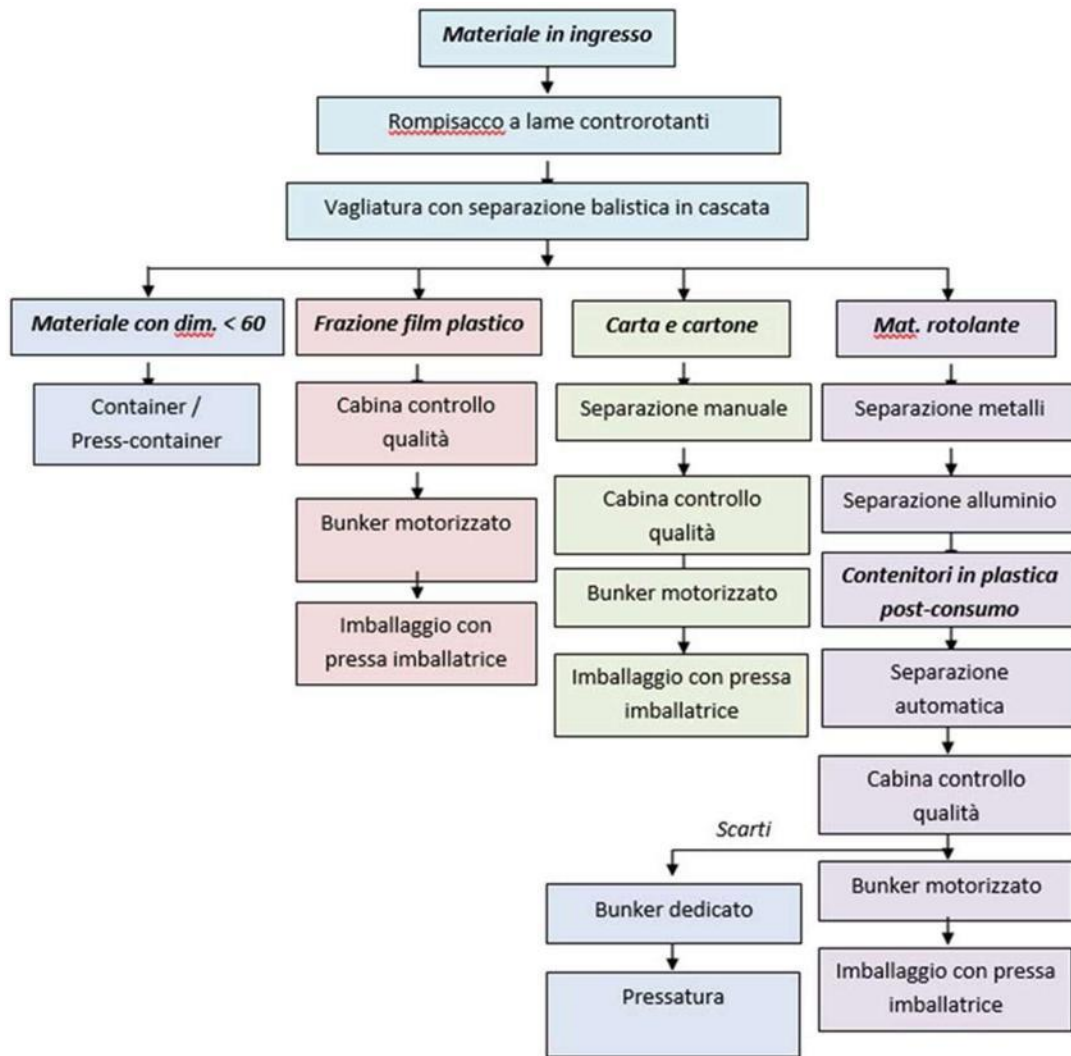 Materiale in ingresso
Rompisacco a lame controrotanti
Vagliatura con separazione balistica in cascata
Materiale con dim. < 60
Container /
Press-container
Frazione film plastico
Cabina controllo
qualità
Bunker motorizzato
Imballaggio con
pressa imballatrice
Carta e cartone
Separazione manuale
Cabina controllo
qualità
Bunker motorizzato
Imballaggio con pressa
imballatrice
Mat. rotolante
Separazione metalli
Separazione alluminio
Contenitori in plastica
post-consumo
Separazione
automatica
Cabina controllo
qualità
Scarti
Bunker dedicato
Pressatura
Bunker motorizzato
Imballaggio con pressa
imballatrice